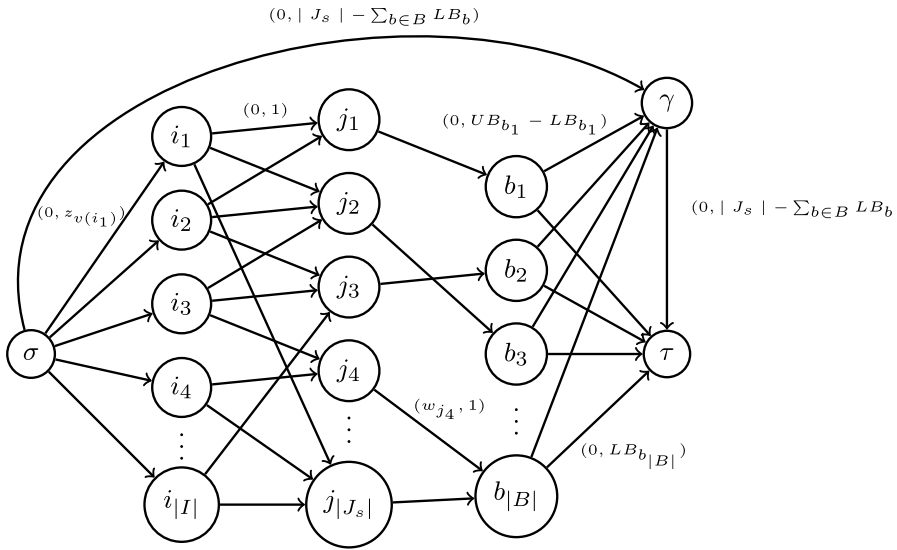 (0, | J_s | − ∑_{b∈B} LB_b)
γ
(0, 1)
j_1
i_1
(0, UB_{b_1} − LB_{b_1})
b_1
(0, z_{v(i_1)})
i_2
j_2
(0, | J_s | − ∑_{b∈B} LB_b
b_2
i_3
j_3
σ
b_3
τ
i_4
j_4
(w_{j_4}, 1)
⋮
⋮
⋮
(0, LB_{b_{|B|}})
i_{|I|}
j_{|J_s|}
b_{|B|}